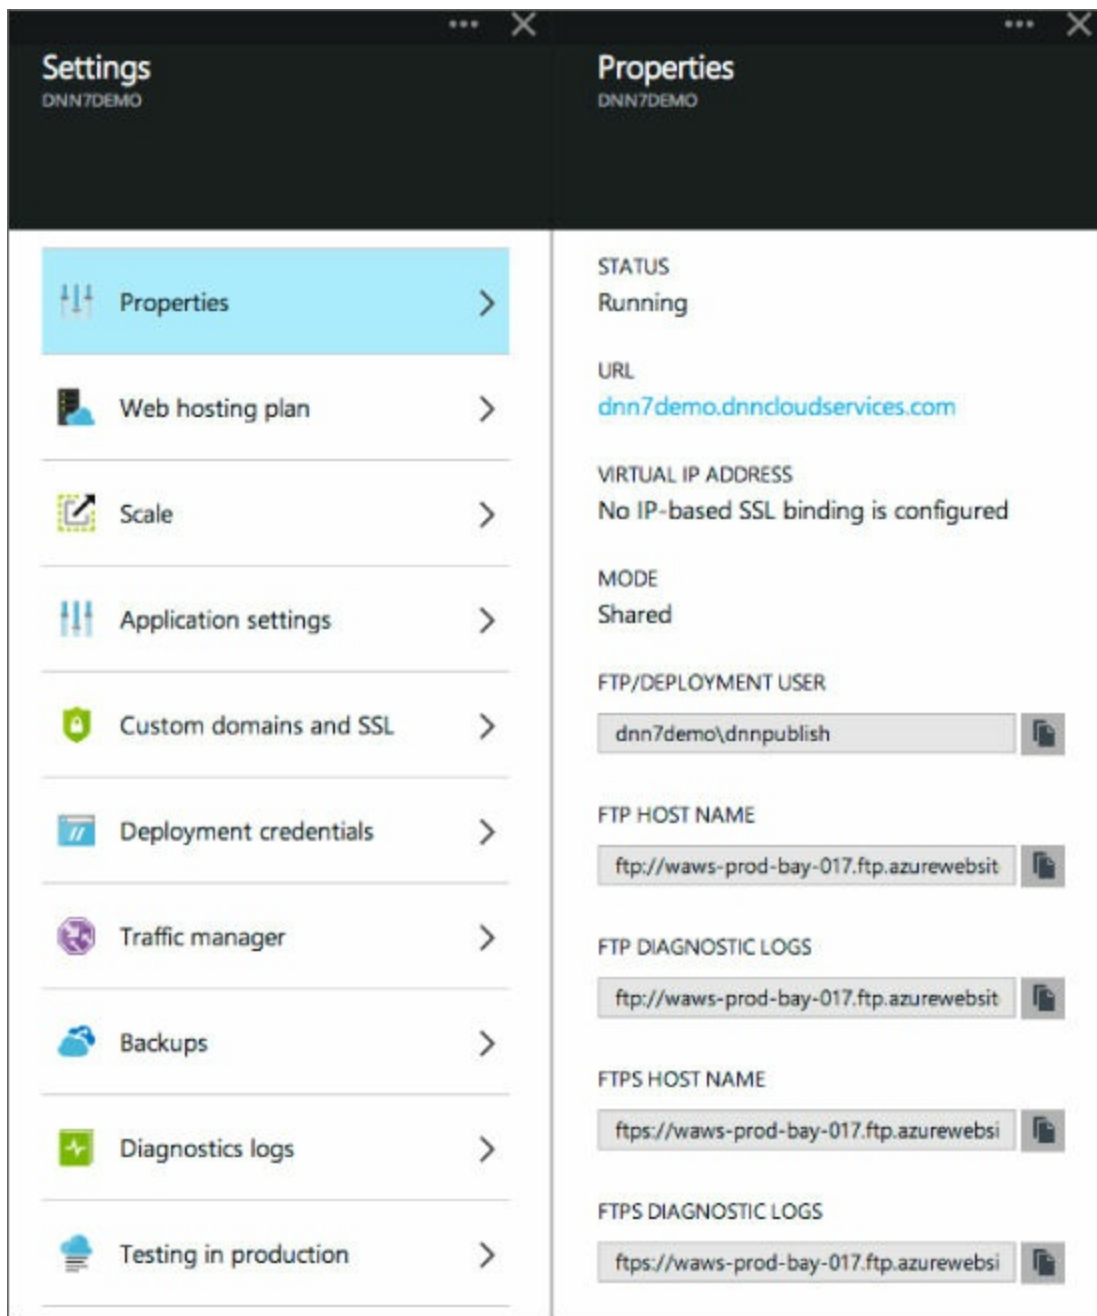 Settings
DNN7DEMO
Properties
Web hosting plan
Scale
Application settings
Custom domains and SSL
Deployment credentials
Traffic manager
Backups
Diagnostics logs
Testing in production
Properties
DNN7DEMO
STATUS
Running
URL
dnn7demo.dnncloudservices.com
VIRTUAL IP ADDRESS
No IP-based SSL binding is configured
MODE
Shared
FTP/DEPLOYMENT USER
dnn7demo\dnnpublish
FTP HOST NAME
ftp://waws-prod-bay-017.ftp.azurewebsit
FTP DIAGNOSTIC LOGS
ftp://waws-prod-bay-017.ftp.azurewebsit
FTPS HOST NAME
ftps://waws-prod-bay-017.ftp.azurewebsi
FTPS DIAGNOSTIC LOGS
ftps://waws-prod-bay-017.ftp.azurewebsi